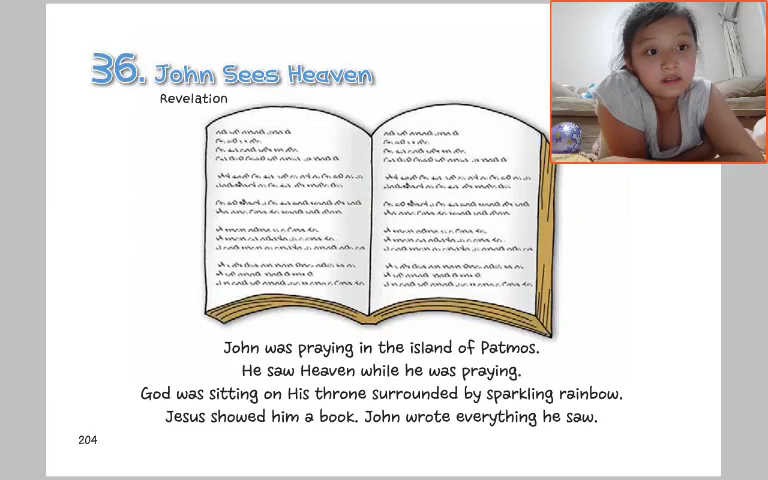 36. John Sees Heaven
Revelation
John was praying in the island of Patmos.
He saw Heaven while he was praying.
God was sitting on His throne surrounded by sparkling rainbow.
Jesus showed him a book. John wrote everything he saw.
204